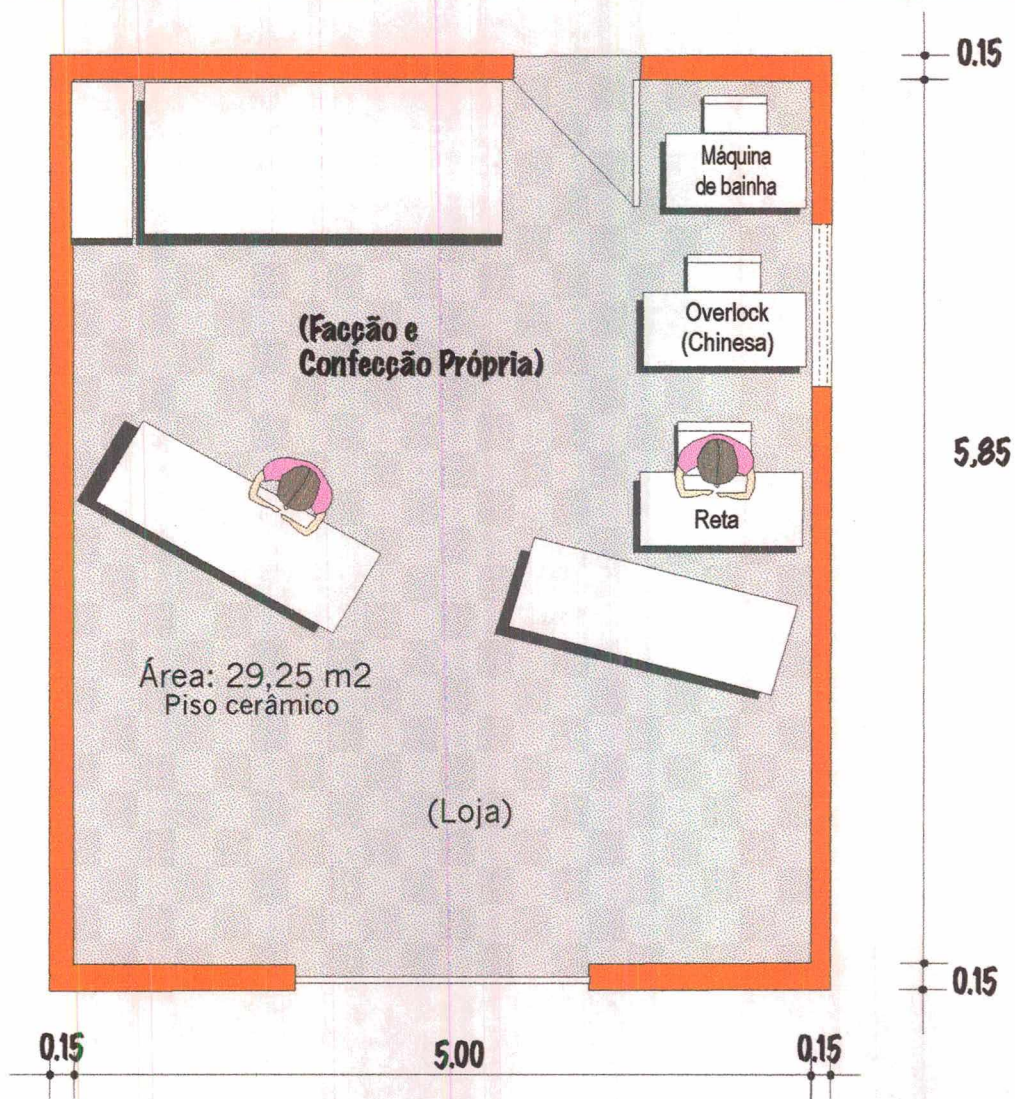 0.15
Máquina
de bainha
Overlock
(Chinesa)
(Facção e
Confecção Própria)
5,85
Reta
Área: 29,25 m2
Piso cerâmico
(Loja)
0.15
0.15
5.00
0.15